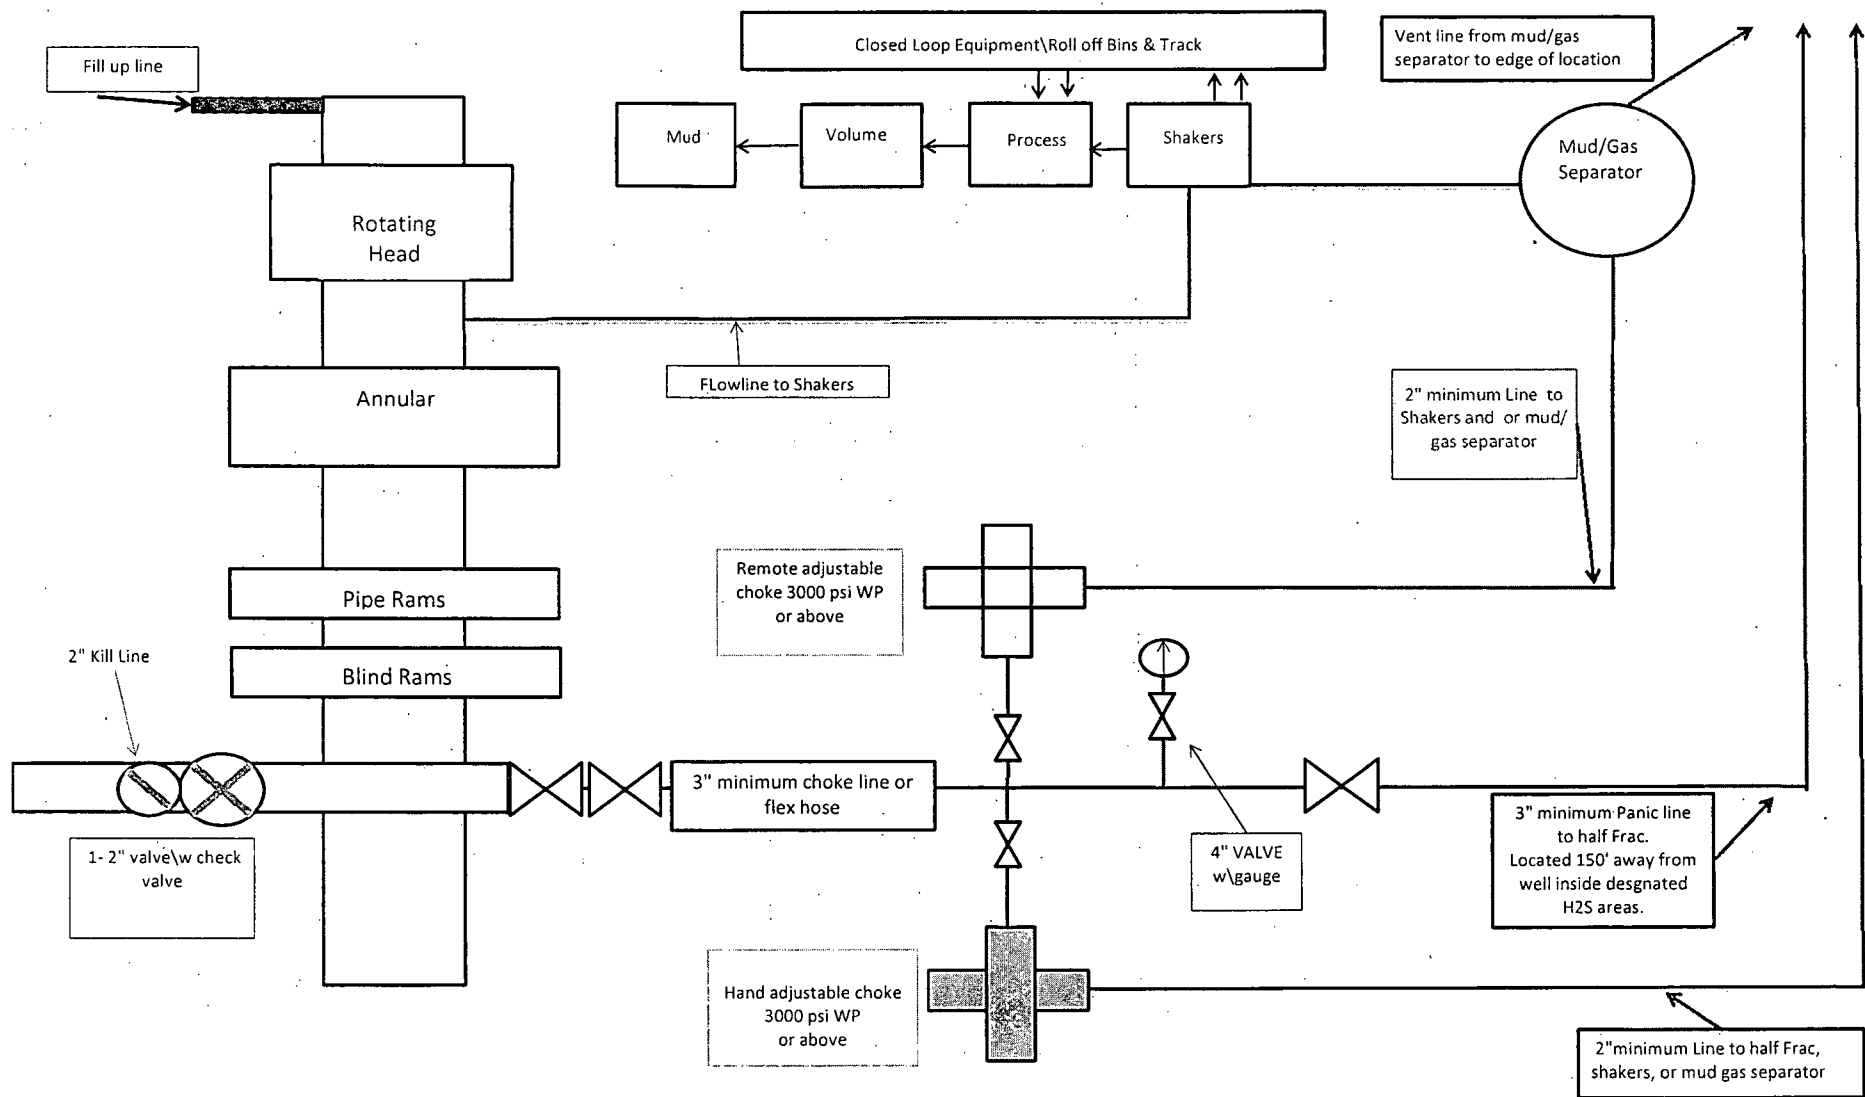 Closed Loop Equipment\Roll off Bins & Track
Vent line from mud/gas
separator to edge of location
Fill up line
Mud
Volume
Process
Shakers
Mud/Gas
Separator
Rotating
Head
FLowline to Shakers
Annular
2" minimum Line to
Shakers and or mud/
gas separator
Remote adjustable
choke 3000 psi WP
or above
Pipe Rams
2" Kill Line
Blind Rams
3" minimum choke line or
flex hose
1- 2" valve\w check
valve
4" VALVE
w\gauge
3" minimum Panic line
to half Frac.
Located 150' away from
well inside desgnated
H2S areas.
Hand adjustable choke
3000 psi WP
or above
2"minimum Line to half Frac,
shakers, or mud gas separator